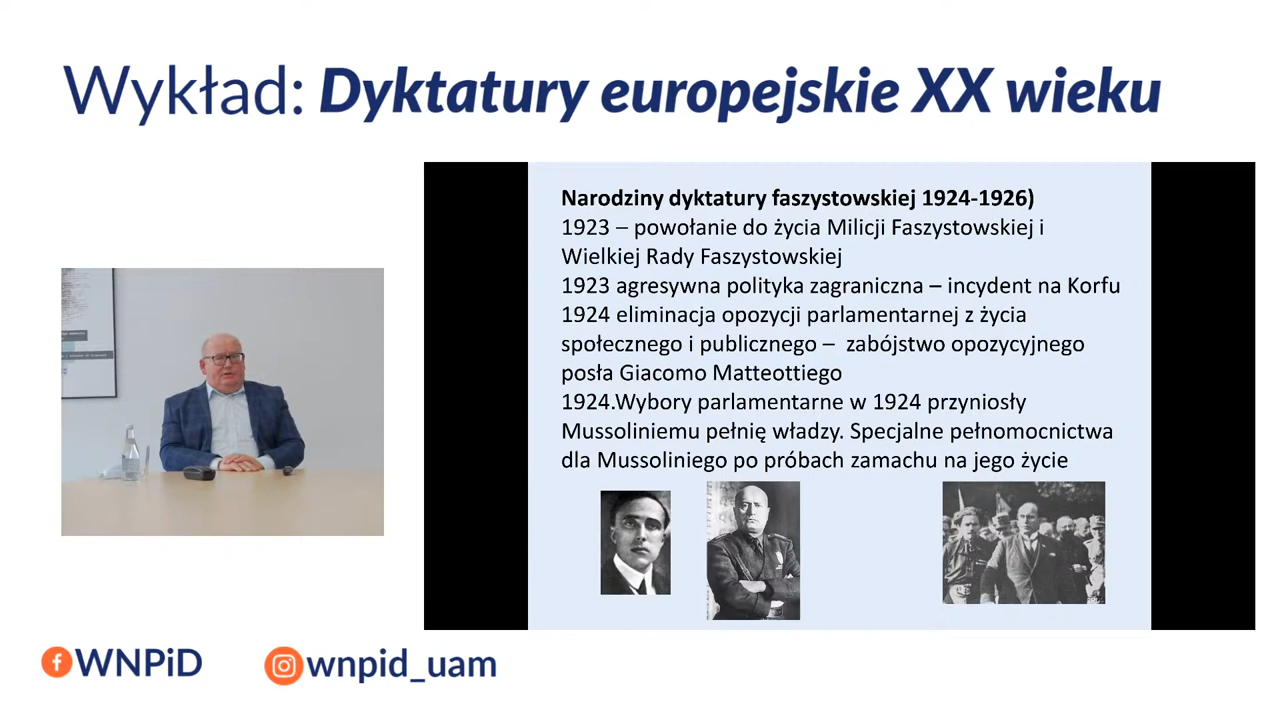 Wykład: Dyktatury europejskie XX wieku
Narodziny dyktatury faszystowskiej 1924-1926)
1923 – powołanie do życia Milicji Faszystowskiej i
Wielkiej Rady Faszystowskiej
1923 agresywna polityka zagraniczna – incydent na Korfu
1924 eliminacja opozycji parlamentarnej z życia
społecznego i publicznego – zabójstwo opozycyjnego
posła Giacomo Matteottiego
1924.Wybory parlamentarne w 1924 przyniosły
Mussoliniemu pełnię władzy. Specjalne pełnomocnictwa
dla Mussoliniego po próbach zamachu na jego życie
WNPiD
wnpid_uam